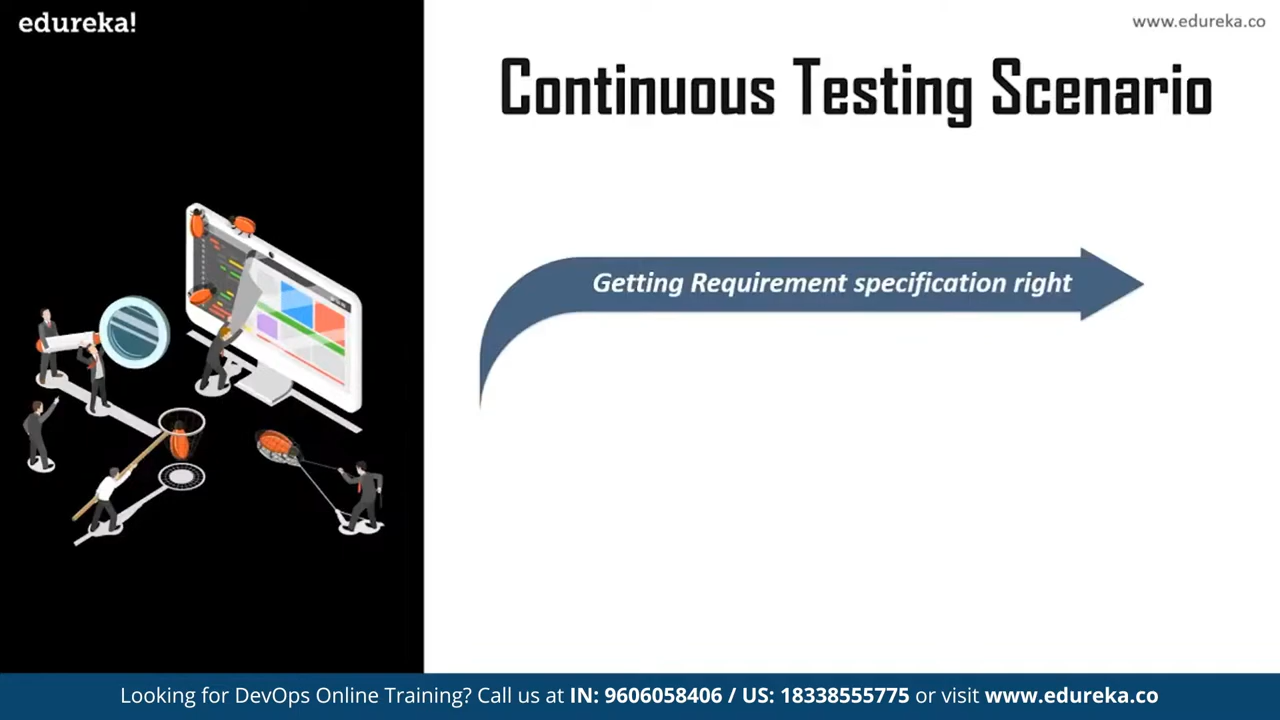 edureka!
www.edureka.co
Continuous Testing Scenario
Getting Requirement specification right
Looking for DevOps Online Training? Call us at IN: 9606058406 / US: 18338555775 or visit www.edureka.co